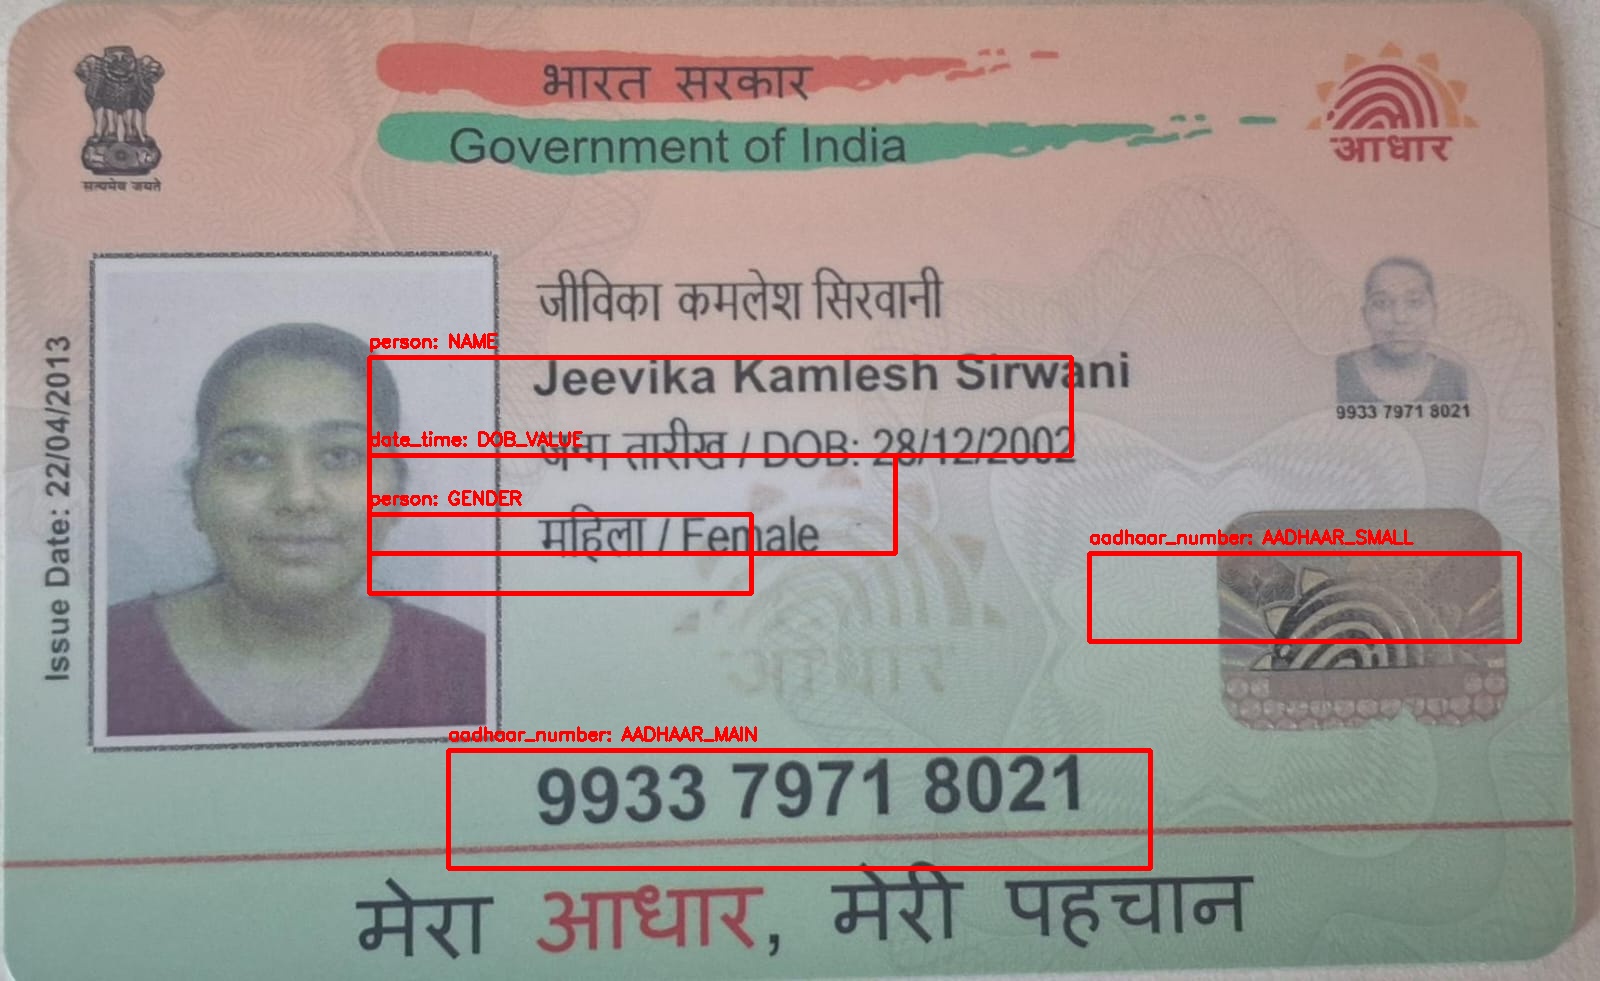 भारत सरकार
Government of India
सत्यमेव जयते
आधार
Issue Date: 22/04/2013
जीविका कमलेश सिरवानी
person: NAME
Jeevika Kamlesh Sirwani
date_time: DOB_VALUE
जन्म तारीख / DOB: 28/12/2002
person: GENDER
महिला / Female
9933 7971 8021
aadhaar_number: AADHAAR_SMALL
आधार
aadhaar_number: AADHAAR_MAIN
9933 7971 8021
मेरा आधार, मेरी पहचान